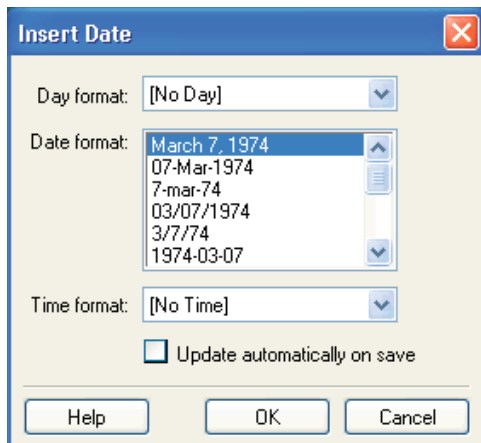 Insert Date
Day format: [No Day]
Date format: March 7, 1974
07-Mar-1974
7-mar-74
03/07/1974
3/7/74
1974-03-07
Time format: [No Time]
Update automatically on save
Help OK Cancel